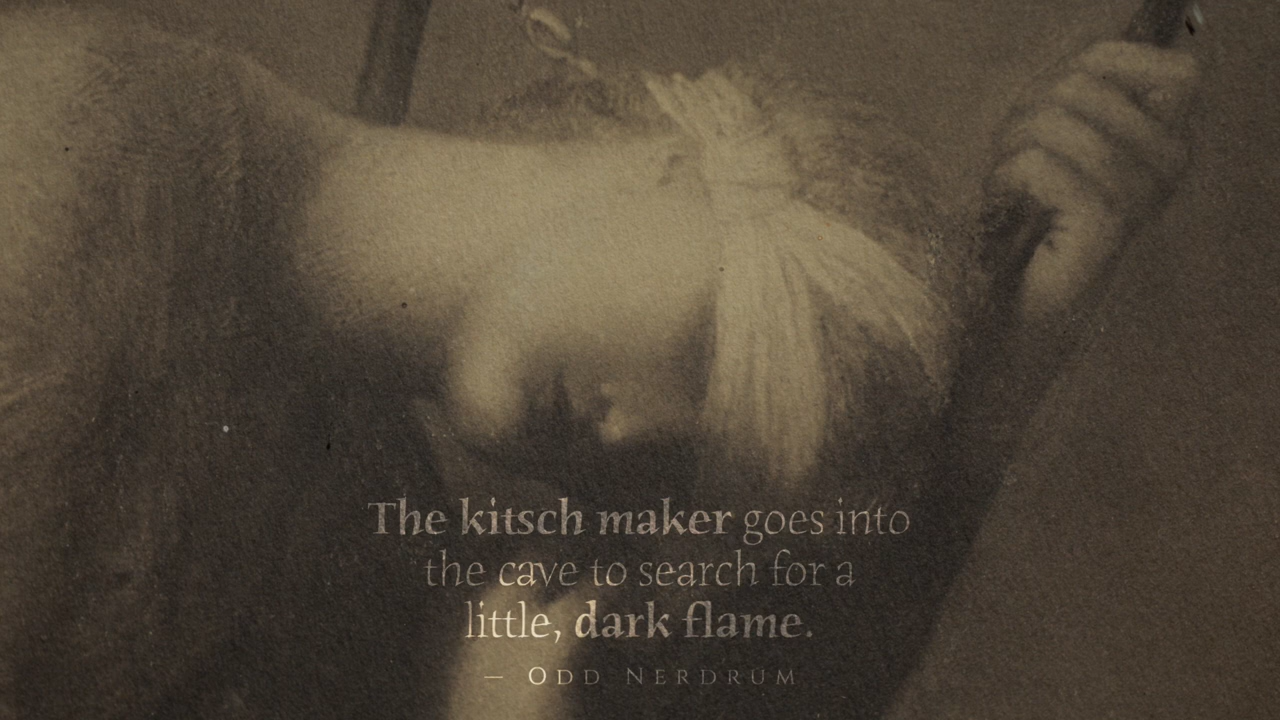 The kitsch maker goes into
the cave to search for a
little, dark flame.
— Odd Nerdrum